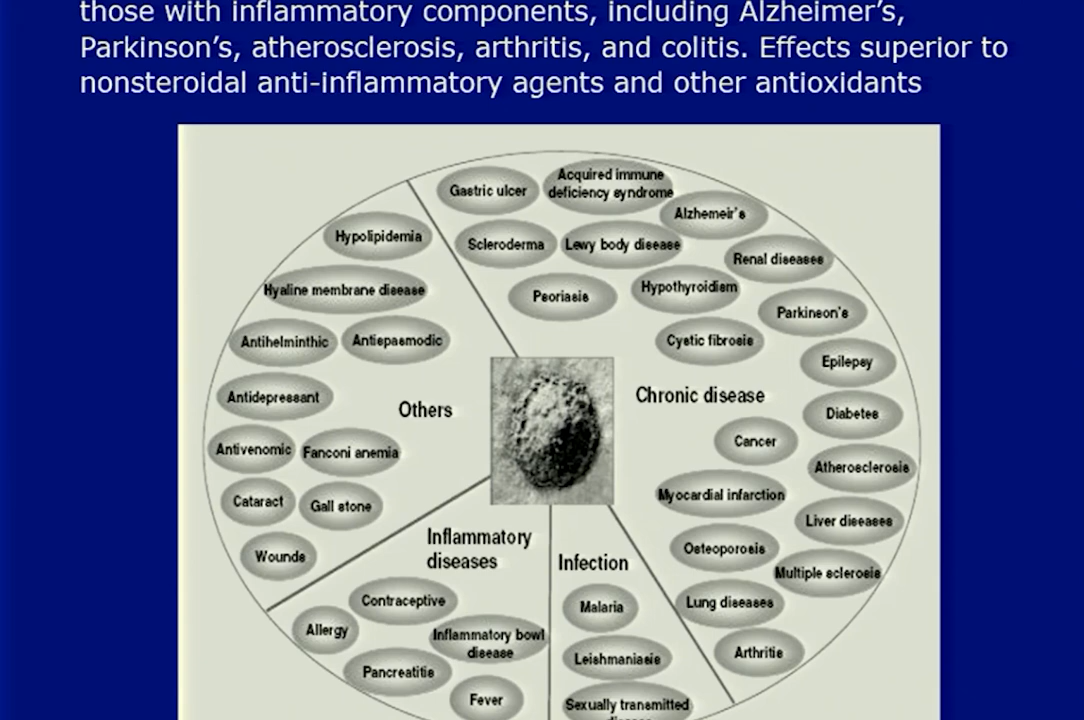 those with inflammatory components, including Alzheimer's,
Parkinson's, atherosclerosis, arthritis, and colitis. Effects superior to
nonsteroidal anti-inflammatory agents and other antioxidants
Gastric ulcer
Acquired immune
deficiency syndrome
Alzhemeir's
Hypolipidemia
Scleroderma
Lewy body disease
Renal diseases
Hyaline membrane disease
Psoriasis
Hypothyroidism
Parkinson's
Antihelminthic
Antispasmodic
Cystic fibrosis
Epilepsy
Antidepressant
Others
Chronic disease
Diabetes
Antivenomic
Fanconi anemia
Cancer
Atherosclerosis
Cataract
Gall stone
Myocardial infarction
Liver diseases
Wounds
Inflammatory
diseases
Infection
Osteoporosis
Multiple sclerosis
Contraceptive
Malaria
Lung diseases
Allergy
Inflammatory bowl
disease
Leishmaniasis
Arthritis
Pancreatitis
Fever
Sexually transmitted